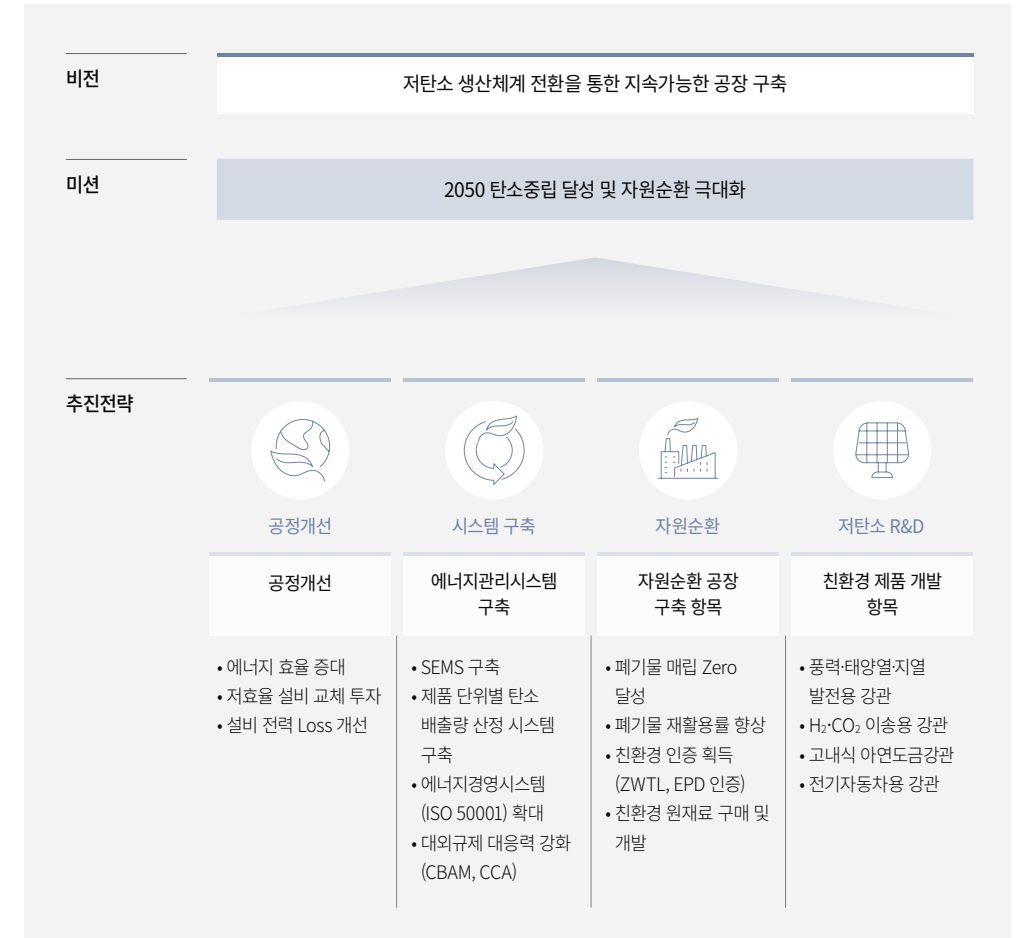 비전
저탄소 생산체계 전환을 통한 지속가능한 공장 구축
미션
2050 탄소중립 달성 및 자원순환 극대화
추진전략
공정개선
시스템 구축
자원순환
저탄소 R&D
공정개선
에너지관리시스템
구축
자원순환 공장
구축 항목
친환경 제품 개발
항목
• 에너지 효율 증대
• 저효율 설비 교체 투자
• 설비 전력 Loss 개선
• SEMS 구축
• 제품 단위별 탄소
배출량 산정 시스템
구축
• 에너지경영시스템
(ISO 50001) 확대
• 대외규제 대응력 강화
(CBAM, CCA)
• 폐기물 매립 Zero
달성
• 폐기물 재활용률 향상
• 친환경 인증 획득
(ZWTL, EPD 인증)
• 친환경 원재료 구매 및
개발
• 풍력·태양열·지열
발전용 강관
• H₂·CO₂ 이송용 강관
• 고내식 아연도금강관
• 전기자동차용 강관